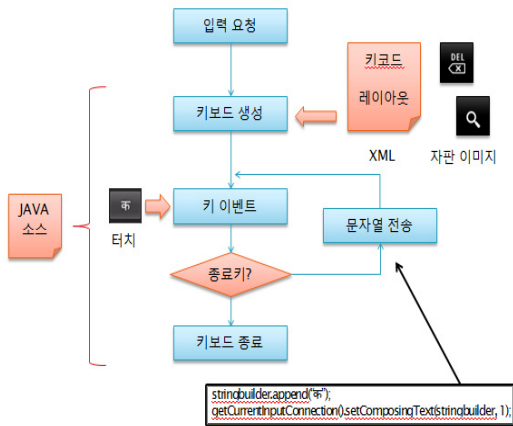 입력 요청
키코드
레이아웃
DEL
키보드 생성
XML
자판 이미지
JAVA
소스
क
터치
키 이벤트
문자열 전송
종료키?
키보드 종료
stringbuilder.append("क");
getCurrentInputConnection().setComposingText(stringbuilder, 1);